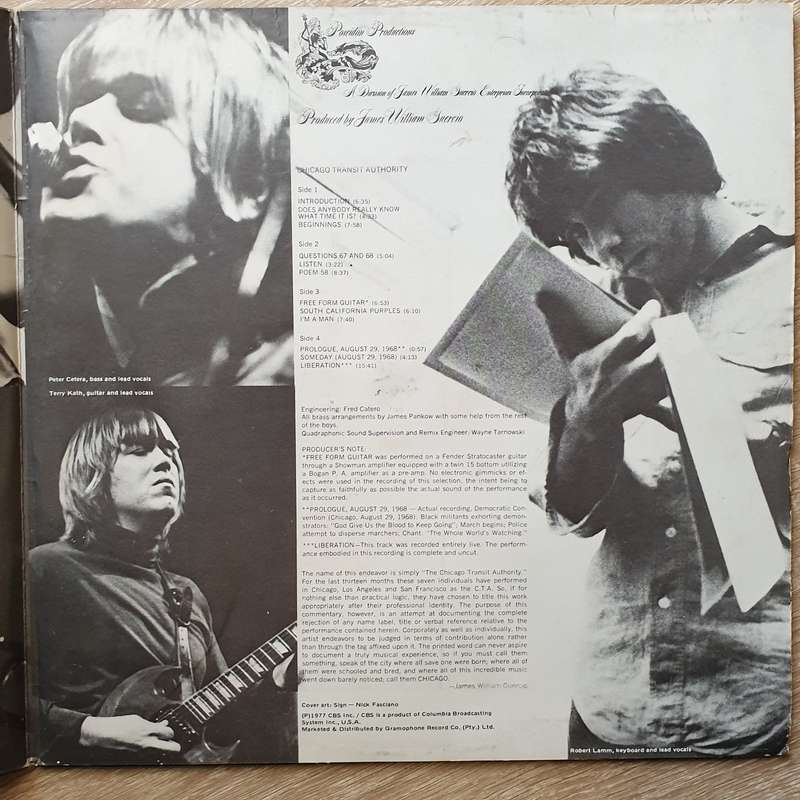 Poseidon Productions
A Division of James William Guercio Enterprises Incorporated
Produced by James William Guercio
CHICAGO TRANSIT AUTHORITY
Side 1
INTRODUCTION (6:35)
DOES ANYBODY REALLY KNOW
WHAT TIME IT IS? (4:33)
BEGINNINGS (7:58)
Side 2
QUESTIONS 67 AND 68 (5:04)
LISTEN (3:22)
POEM 58 (8:37)
Side 3
FREE FORM GUITAR* (6:53)
SOUTH CALIFORNIA PURPLES (6:10)
I'M A MAN (7:40)
Side 4
PROLOGUE, AUGUST 29, 1968** (0:57)
SOMEDAY (AUGUST 29, 1968) (4:13)
LIBERATION*** (15:41)
Peter Cetera, bass and lead vocals
Terry Kath, guitar and lead vocals
Engineering: Fred Catero
All brass arrangements by James Pankow with some help from the rest
of the boys.
Quadraphonic Sound Supervision and Remix Engineer: Wayne Tarnowski
PRODUCER'S NOTE:
*FREE FORM GUITAR was performed on a Fender Stratocaster guitar
through a Showman amplifier equipped with a twin 15 bottom utilizing
a Bogan P. A. amplifier as a pre-amp. No electronic gimmicks or ef-
fects were used in the recording of this selection, the intent being to
capture as faithfully as possible the actual sound of the performance
as it occurred.
**PROLOGUE, AUGUST 29, 1968 — Actual recording, Democratic Con-
vention (Chicago, August 29, 1968). Black militants exhorting demon-
strators: "God Give Us the Blood to Keep Going"; March begins; Police
attempt to disperse marchers; Chant: "The Whole World's Watching."
***LIBERATION—This track was recorded entirely live. The perform-
ance embodied in this recording is complete and uncut.
The name of this endeavor is simply "The Chicago Transit Authority."
For the last thirteen months these seven individuals have performed
in Chicago, Los Angeles and San Francisco as the C.T.A. So, if for
nothing else than practical logic, they have chosen to title this work
appropriately after their professional identity. The purpose of this
commentary, however, is an attempt at documenting the complete
rejection of any name label, title or verbal reference relative to the
performance contained herein. Corporately as well as individually, this
artist endeavors to be judged in terms of contribution alone rather
than through the tag affixed upon it. The printed word can never aspire
to document a truly musical experience, so if you must call them
something, speak of the city where all save one were born; where all of
them were schooled and bred, and where all of this incredible music
went down barely noticed; call them CHICAGO.
—James William Guercio
Cover art: Sign — Nick Fasciano
(P)1977 CBS Inc. / CBS is a product of Columbia Broadcasting
System Inc., U.S.A.
Marketed & Distributed by Gramophone Record Co. (Pty.) Ltd.
Robert Lamm, keyboard and lead vocals